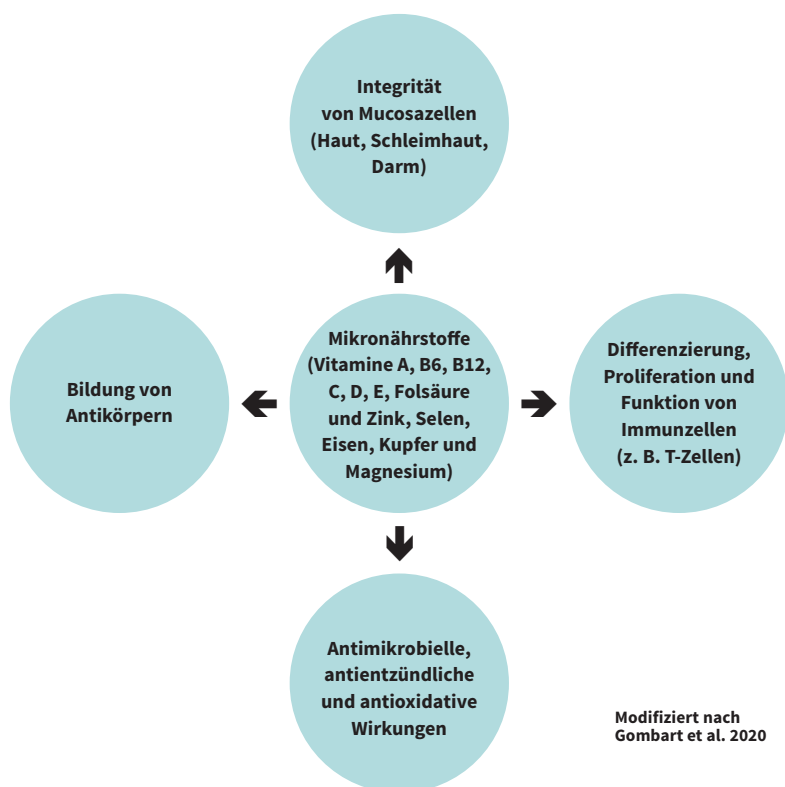 Integrität
von Mucosazellen
(Haut, Schleimhaut,
Darm)
Bildung von
Antikörpern
Mikronährstoffe
(Vitamine A, B6, B12,
C, D, E, Folsäure
und Zink, Selen,
Eisen, Kupfer und
Magnesium)
Differenzierung,
Proliferation und
Funktion von
Immunzellen
(z. B. T-Zellen)
Antimikrobielle,
antientzündliche
und antioxidative
Wirkungen
Modifiziert nach
Gombart et al. 2020